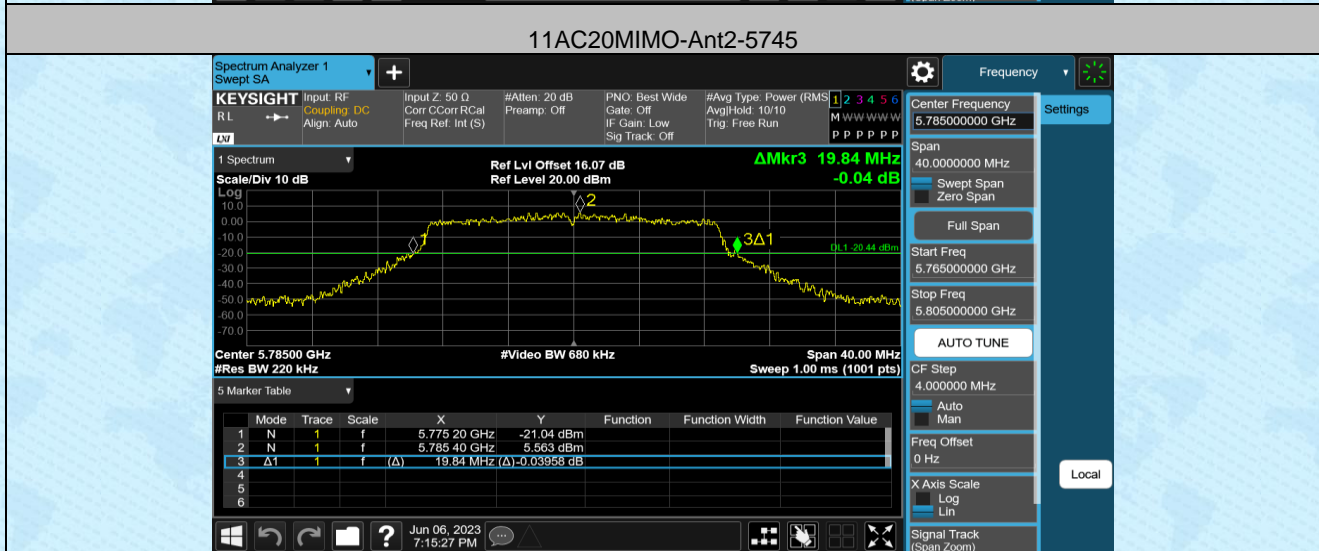 (Span Zoom)
11AC20MIMO-Ant2-5745
Spectrum Analyzer 1
Swept SA
+
Frequency
KEYSIGHT Input: RF Input Z: 50 Ω #Atten: 20 dB PNO: Best Wide #Avg Type: Power (RMS 1 2 3 4 5 6
RL Coupling: DC Corr CCorr RCal Preamp: Off Gate: Off Avg|Hold: 10/10 M W W W W W
Align: Auto Freq Ref: Int (S) IF Gain: Low Trig: Free Run
LXI Sig Track: Off P P P P P P
Center Frequency
5.785000000 GHz
Settings
1 Spectrum
Scale/Div 10 dB
Ref Lvl Offset 16.07 dB
Ref Level 20.00 dBm
ΔMkr3 19.84 MHz
-0.04 dB
Log
10.0
0.00
-10.0
-20.0
-30.0
-40.0
-50.0
-60.0
-70.0
1
2
3Δ1
DL1 -20.44 dBm
Center 5.78500 GHz #Video BW 680 kHz Span 40.00 MHz
#Res BW 220 kHz Sweep 1.00 ms (1001 pts)
Span
40.0000000 MHz
Swept Span
Zero Span
Full Span
Start Freq
5.765000000 GHz
Stop Freq
5.805000000 GHz
AUTO TUNE
CF Step
4.000000 MHz
Auto
Man
Freq Offset
0 Hz
X Axis Scale
Log
Lin
Signal Track
(Span Zoom)
Local
5 Marker Table
Mode Trace Scale X Y Function Function Width Function Value
1 N 1 f 5.775 20 GHz -21.04 dBm
2 N 1 f 5.785 40 GHz 5.563 dBm
3 Δ1 1 f (Δ) 19.84 MHz (Δ) -0.03958 dB
4
5
6
? Jun 06, 2023
7:15:27 PM